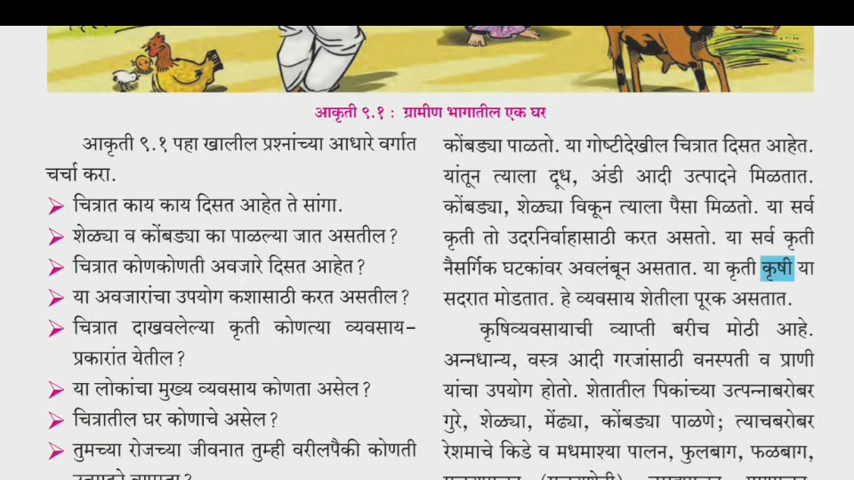 आकृती ९.१ : ग्रामीण भागातील एक घर
आकृती ९.१ पहा खालील प्रश्नांच्या आधारे वर्गात
चर्चा करा.
➢ चित्रात काय काय दिसत आहेत ते सांगा.
➢ शेळ्या व कोंबड्या का पाळल्या जात असतील ?
➢ चित्रात कोणकोणती अवजारे दिसत आहेत ?
➢ या अवजारांचा उपयोग कशासाठी करत असतील ?
➢ चित्रात दाखवलेल्या कृती कोणत्या व्यवसाय-
प्रकारांत येतील ?
➢ या लोकांचा मुख्य व्यवसाय कोणता असेल ?
➢ चित्रातील घर कोणाचे असेल ?
➢ तुमच्या रोजच्या जीवनात तुम्ही वरीलपैकी कोणती
कोंबड्या पाळतो. या गोष्टीदेखील चित्रात दिसत आहेत.
यांतून त्याला दूध, अंडी आदी उत्पादने मिळतात.
कोंबड्या, शेळ्या विकून त्याला पैसा मिळतो. या सर्व
कृती तो उदरनिर्वाहासाठी करत असतो. या सर्व कृती
नैसर्गिक घटकांवर अवलंबून असतात. या कृती कृषी या
सदरात मोडतात. हे व्यवसाय शेतीला पूरक असतात.
कृषिव्यवसायाची व्याप्ती बरीच मोठी आहे.
अन्नधान्य, वस्त्र आदी गरजांसाठी वनस्पती व प्राणी
यांचा उपयोग होतो. शेतातील पिकांच्या उत्पन्नाबरोबर
गुरे, शेळ्या, मेंढ्या, कोंबड्या पाळणे; त्याचबरोबर
रेशमाचे किडे व मधमाश्या पालन, फुलबाग, फळबाग,